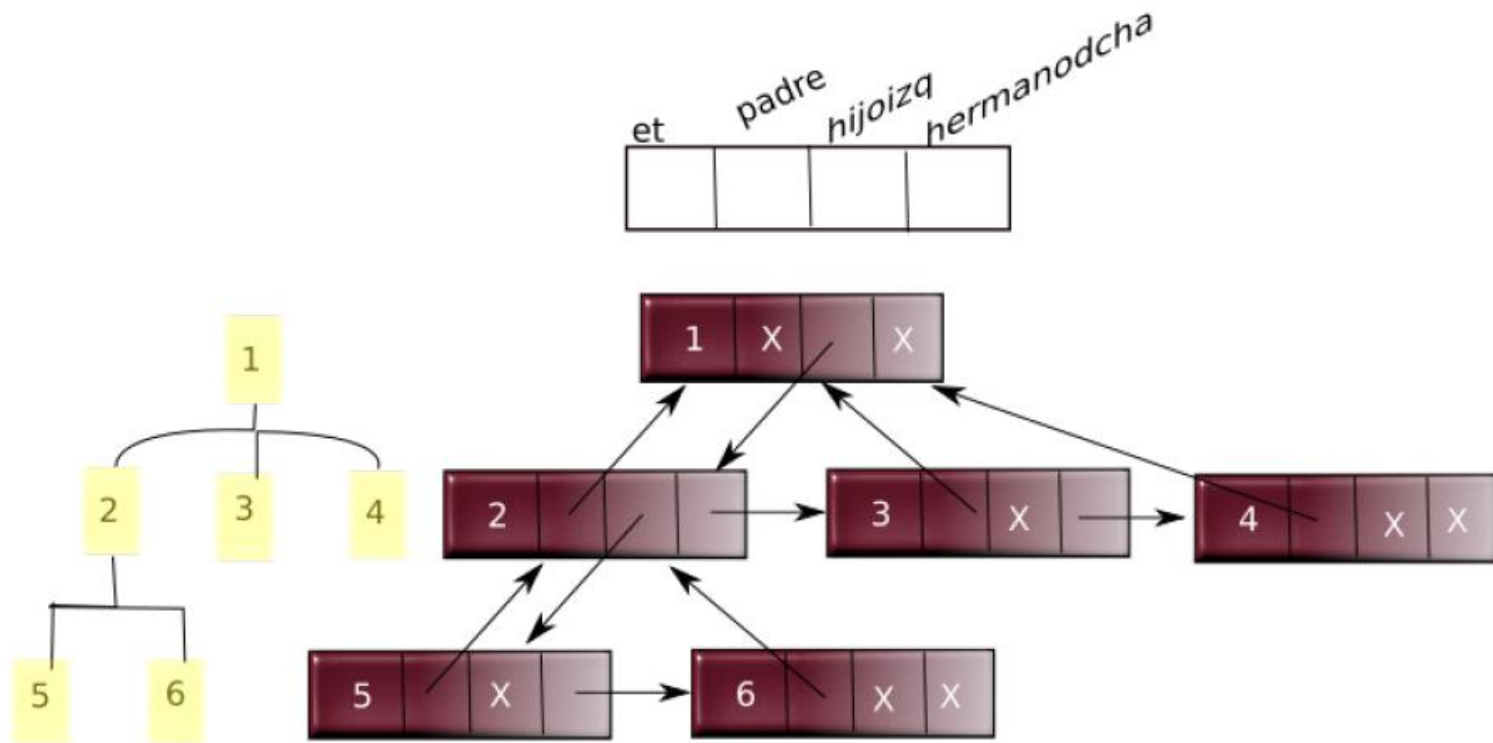 et padre hijoizq hermanodcha
1
1 X X
2 3 4
2 3 X 4 X X
5 6
5 X 6 X X